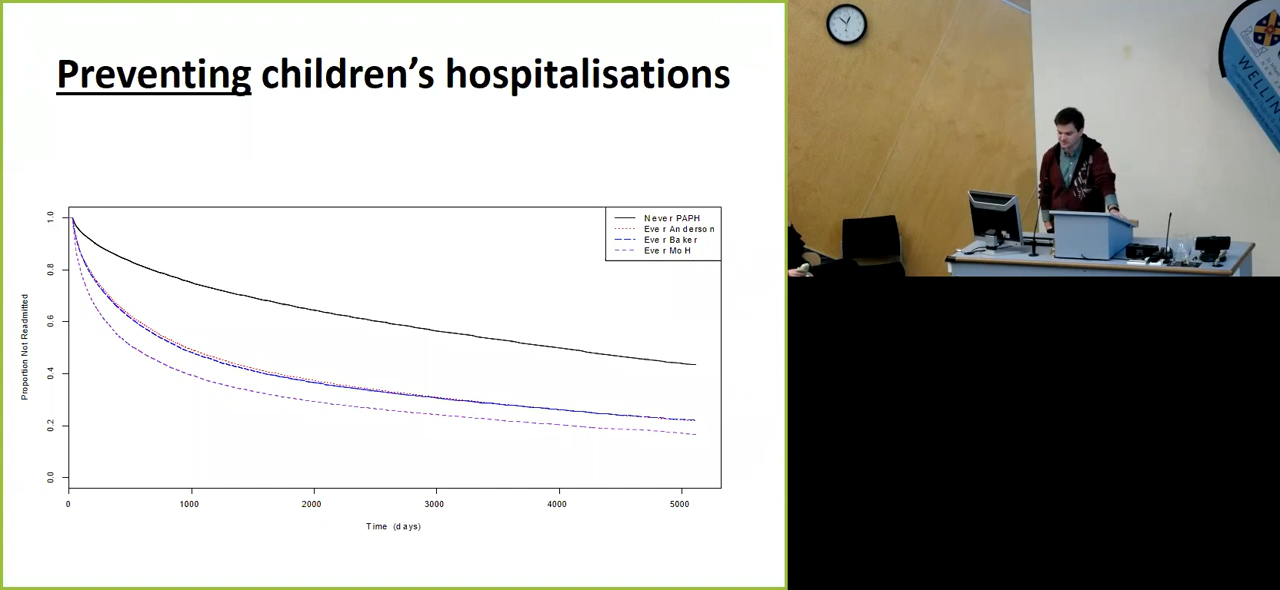 Preventing children's hospitalisations
Never PAPH
Ever Anderson
Ever Baker
Ever MoH
1.0
0.8
0.6
0.4
0.2
0.0
Proportion Not Readmitted
0 1000 2000 3000 4000 5000
Time (days)
WELLIN